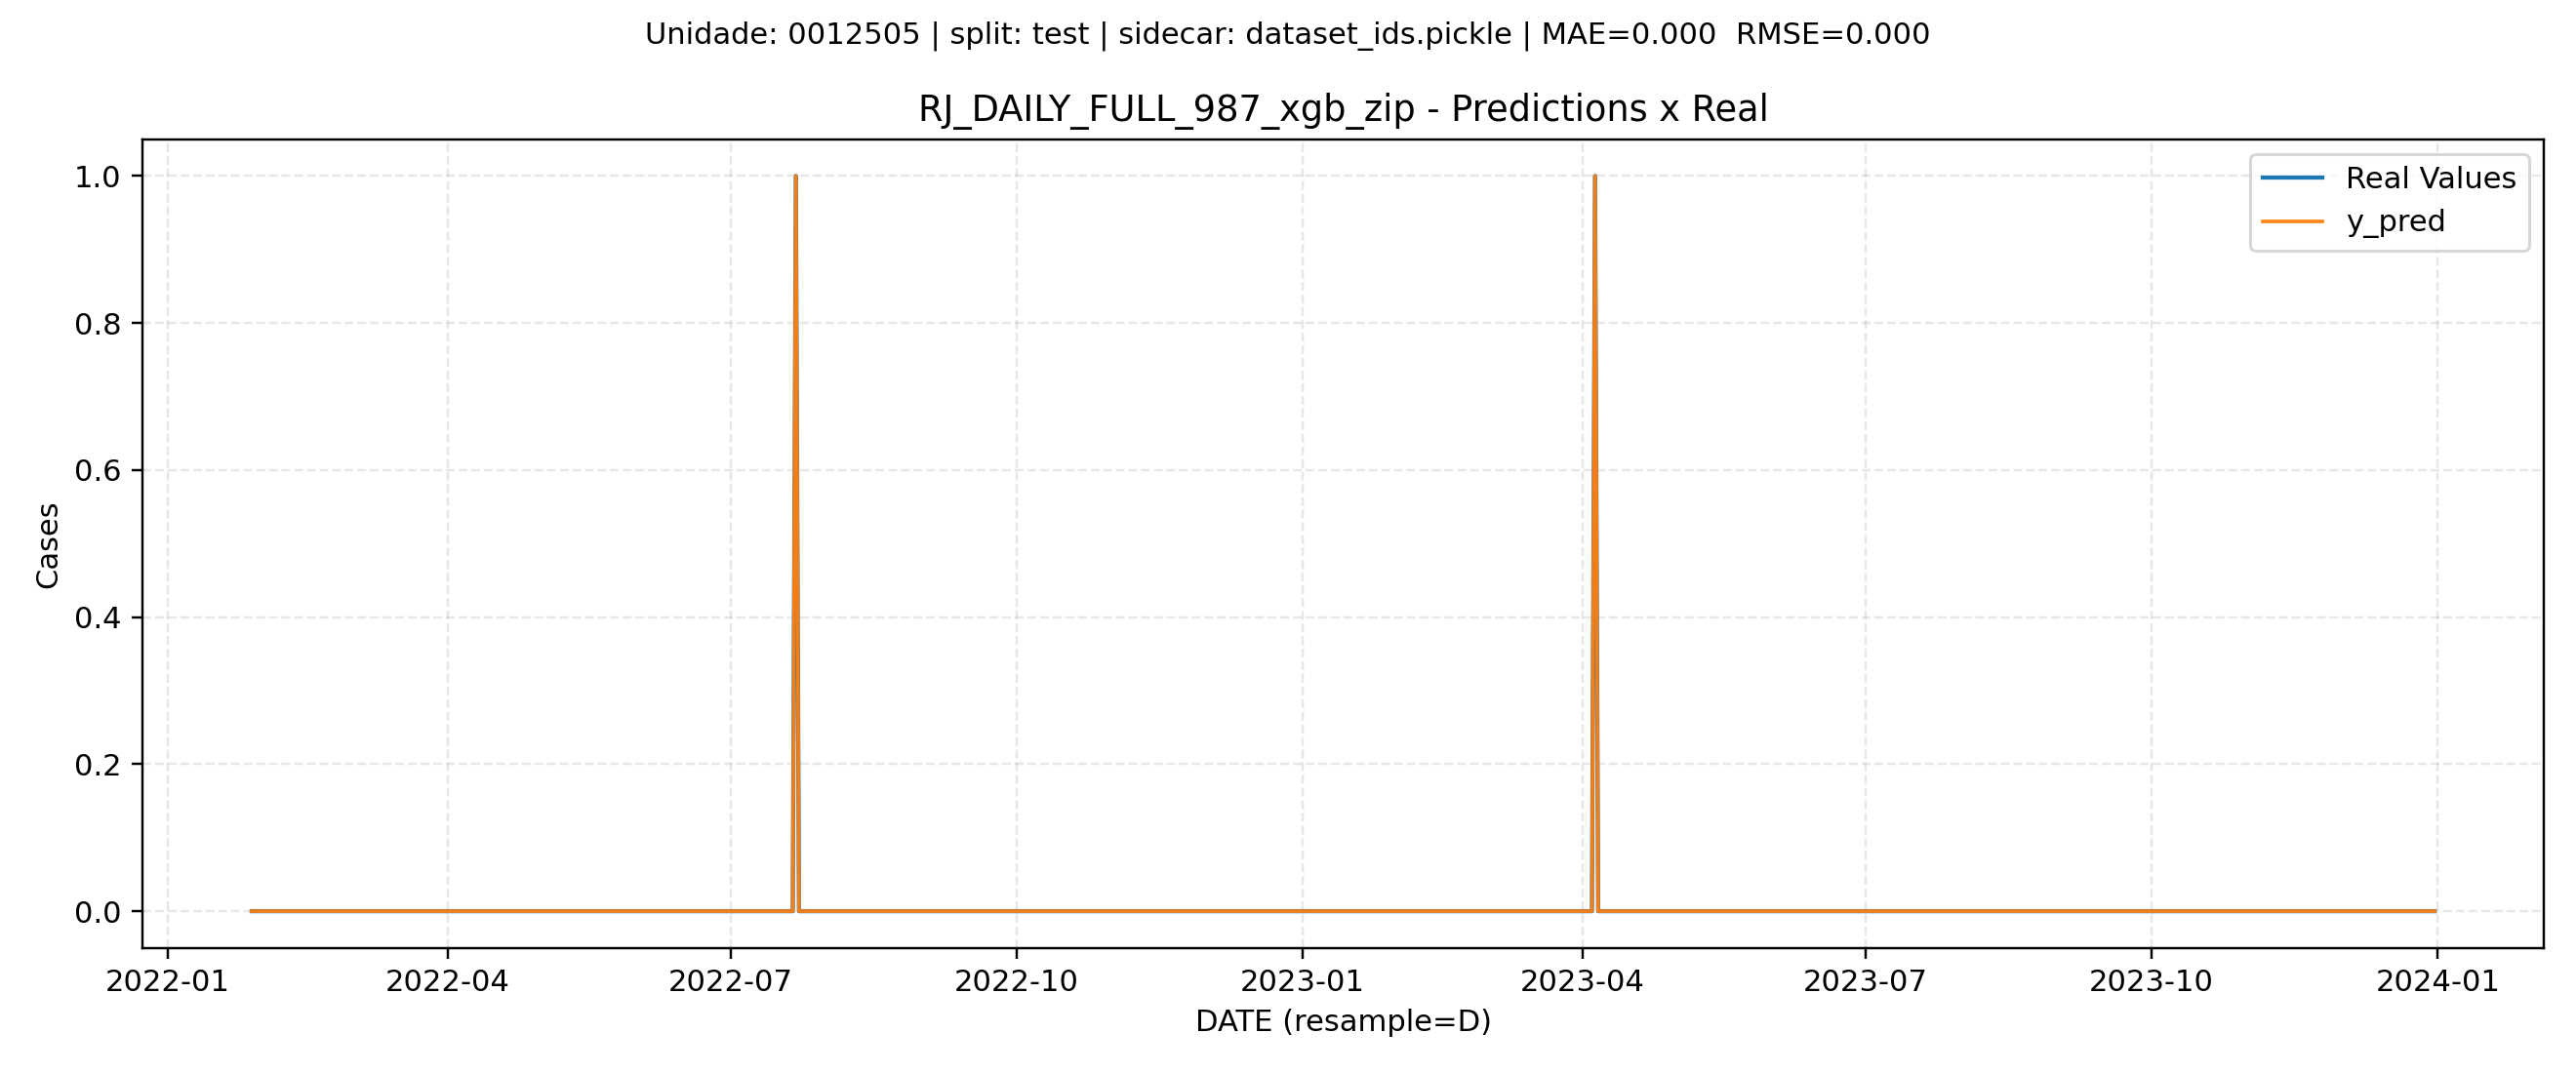 Unidade: 0012505 | split: test | sidecar: dataset_ids.pickle | MAE=0.000  RMSE=0.000
RJ_DAILY_FULL_987_xgb_zip - Predictions x Real
Real Values
y_pred
1.0
0.8
0.6
0.4
0.2
0.0
Cases
2022-01 2022-04 2022-07 2022-10 2023-01 2023-04 2023-07 2023-10 2024-01
DATE (resample=D)